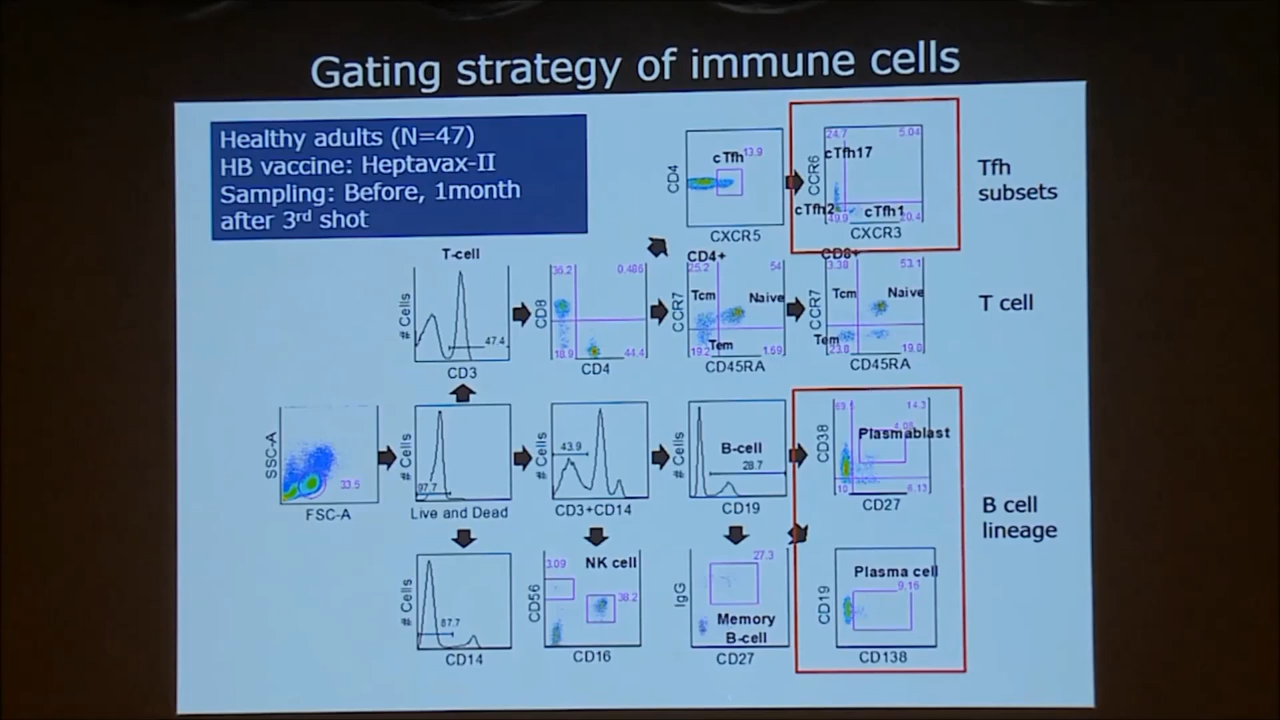 Gating strategy of immune cells
Healthy adults (N=47)
HB vaccine: Heptavax-II
Sampling: Before, 1month
after 3rd shot
CD4
cTfh
13.9
CXCR5
24.7
5.04
CCR6
cTfh17
cTfh2
cTfh1
49.9
20.4
CXCR3
Tfh
subsets
T-cell
# Cells
47.4
CD3
36.2
0.486
CD8
18.9
44.4
CD4
CD4+
25.2
54
CCR7
Tcm
Naive
Tem
19.2
1.69
CD45RA
CD8+
3.38
53.1
CCR7
Tcm
Naive
Tem
23.8
19.0
CD45RA
T cell
SSC-A
33.5
FSC-A
# Cells
97.7
Live and Dead
# Cells
43.9
CD3+CD14
# Cells
B-cell
28.7
CD19
14.3
CD38
4.08
Plasmablast
10
6.13
CD27
B cell
lineage
# Cells
87.7
CD14
3.09
NK cell
CD56
38.2
CD16
27.3
IgG
Memory
B-cell
CD27
Plasma cell
CD19
9.16
CD138